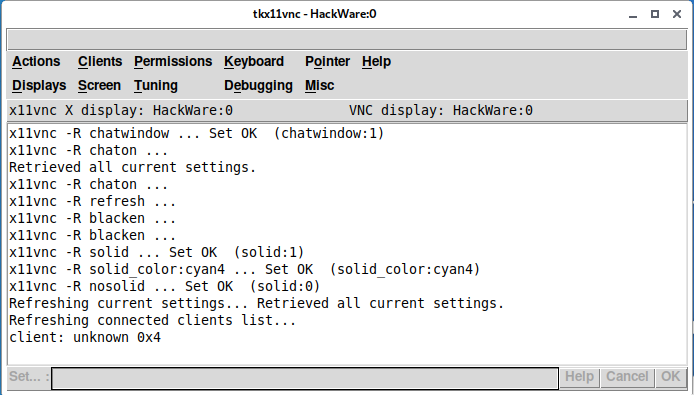 tkx11vnc - HackWare:0
Actions Clients Permissions Keyboard Pointer Help
Displays Screen Tuning Debugging Misc
x11vnc X display: HackWare:0 VNC display: HackWare:0
x11vnc -R chatwindow ... Set OK (chatwindow:1)
x11vnc -R chaton ...
Retrieved all current settings.
x11vnc -R chaton ...
x11vnc -R refresh ...
x11vnc -R blacken ...
x11vnc -R blacken ...
x11vnc -R solid ... Set OK (solid:1)
x11vnc -R solid_color:cyan4 ... Set OK (solid_color:cyan4)
x11vnc -R nosolid ... Set OK (solid:0)
Refreshing current settings... Retrieved all current settings.
Refreshing connected clients list...
client: unknown 0x4
Set... : Help Cancel OK